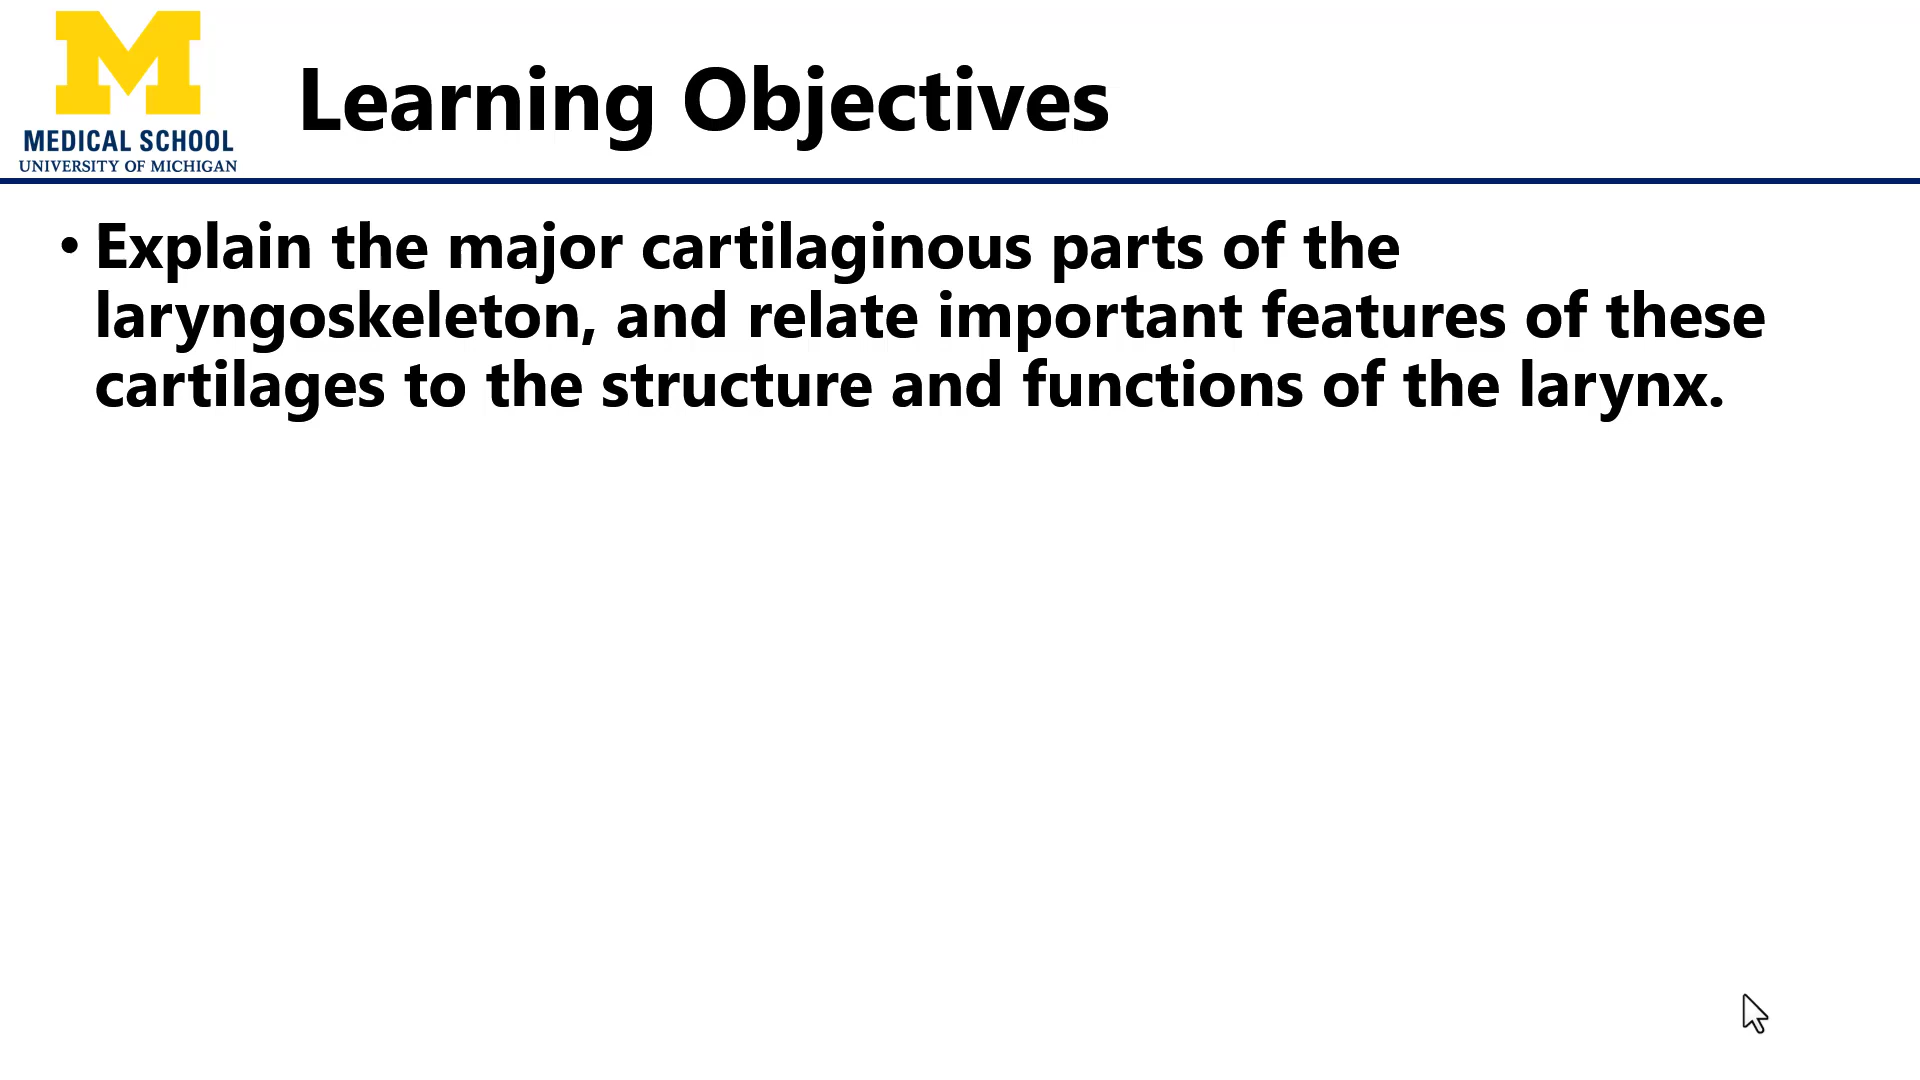 M
MEDICAL SCHOOL
UNIVERSITY OF MICHIGAN
Learning Objectives
• Explain the major cartilaginous parts of the
laryngoskeleton, and relate important features of these
cartilages to the structure and functions of the larynx.